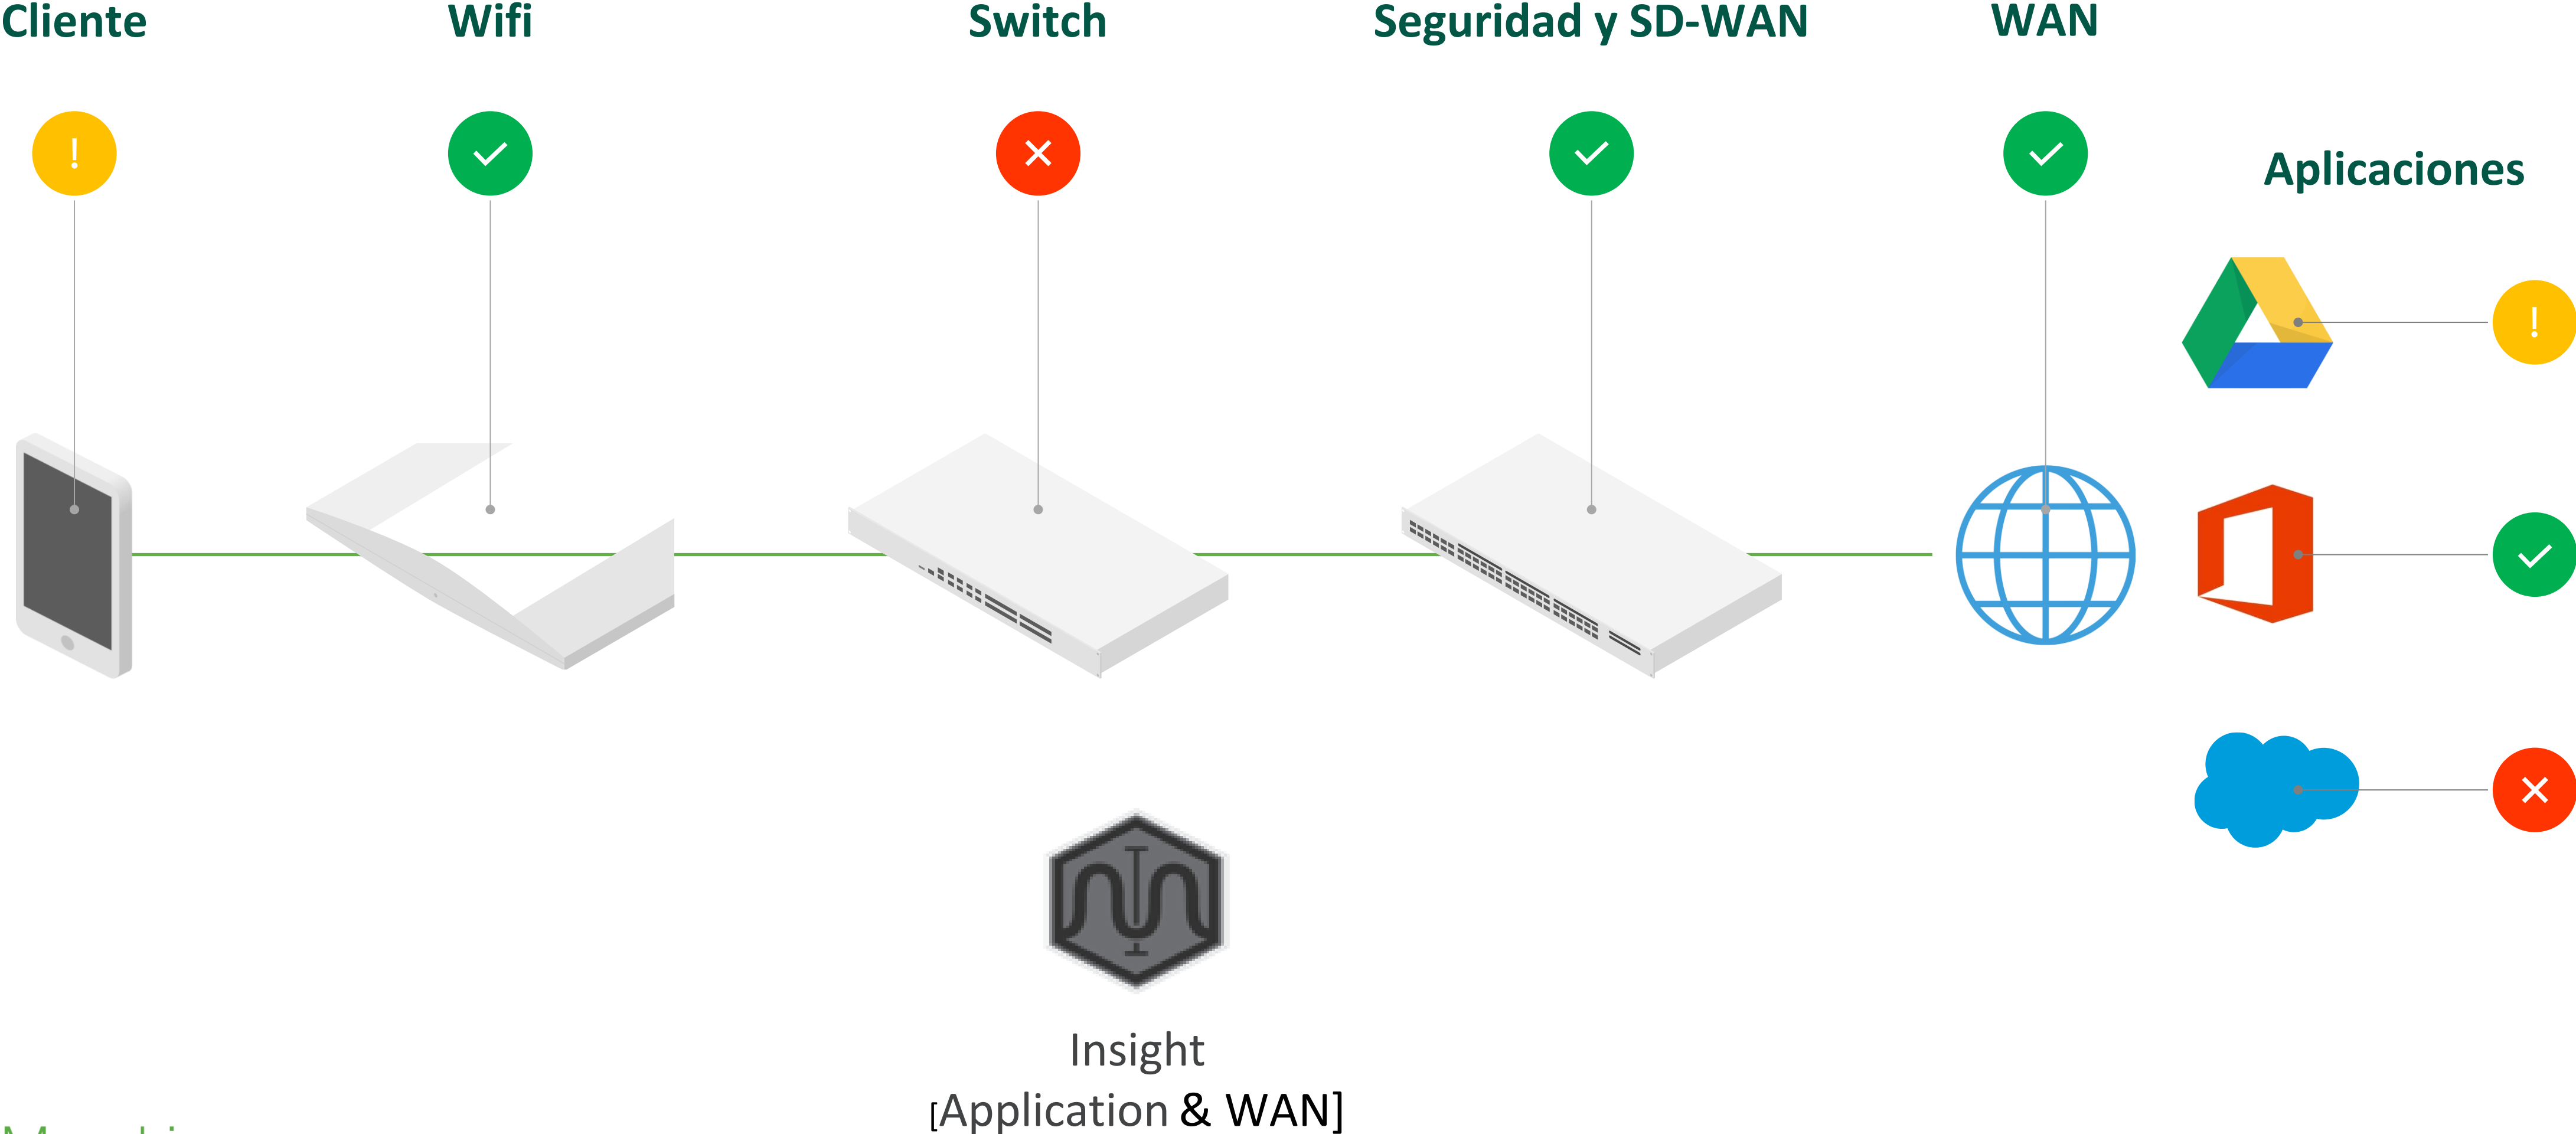 Cliente
Wifi
Switch
Seguridad y SD-WAN
WAN
Aplicaciones
Insight
[Application & WAN]